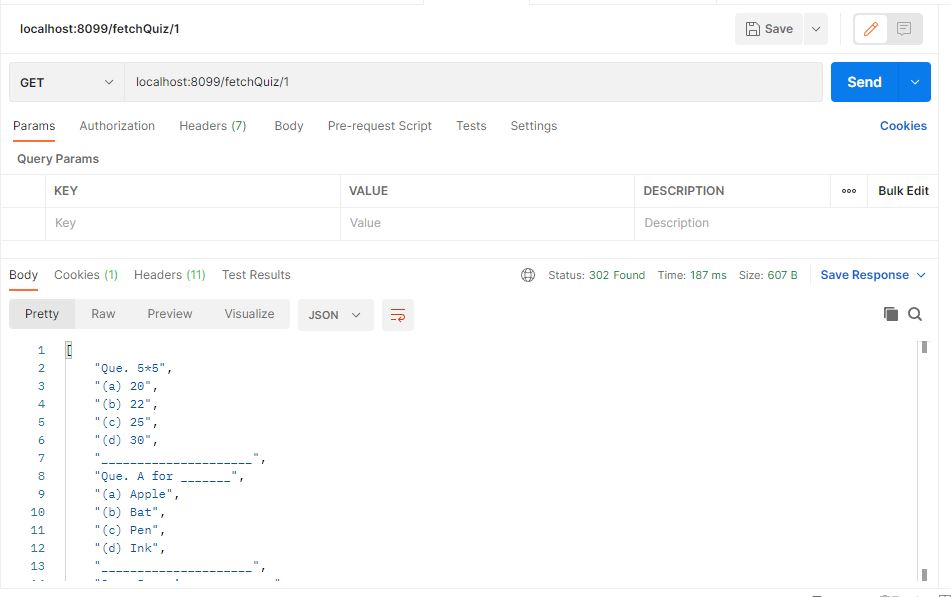 localhost:8099/fetchQuiz/1
Save
GET
localhost:8099/fetchQuiz/1
Send
Params Authorization Headers (7) Body Pre-request Script Tests Settings Cookies
Query Params
KEY VALUE DESCRIPTION ooo Bulk Edit
Key Value Description
Body Cookies (1) Headers (11) Test Results Status: 302 Found Time: 187 ms Size: 607 B Save Response
Pretty Raw Preview Visualize JSON
1 [
2 "Que. 5*5",
3 "(a) 20",
4 "(b) 22",
5 "(c) 25",
6 "(d) 30",
7 "_____________________",
8 "Que. A for _______",
9 "(a) Apple",
10 "(b) Bat",
11 "(c) Pen",
12 "(d) Ink",
13 "_____________________",